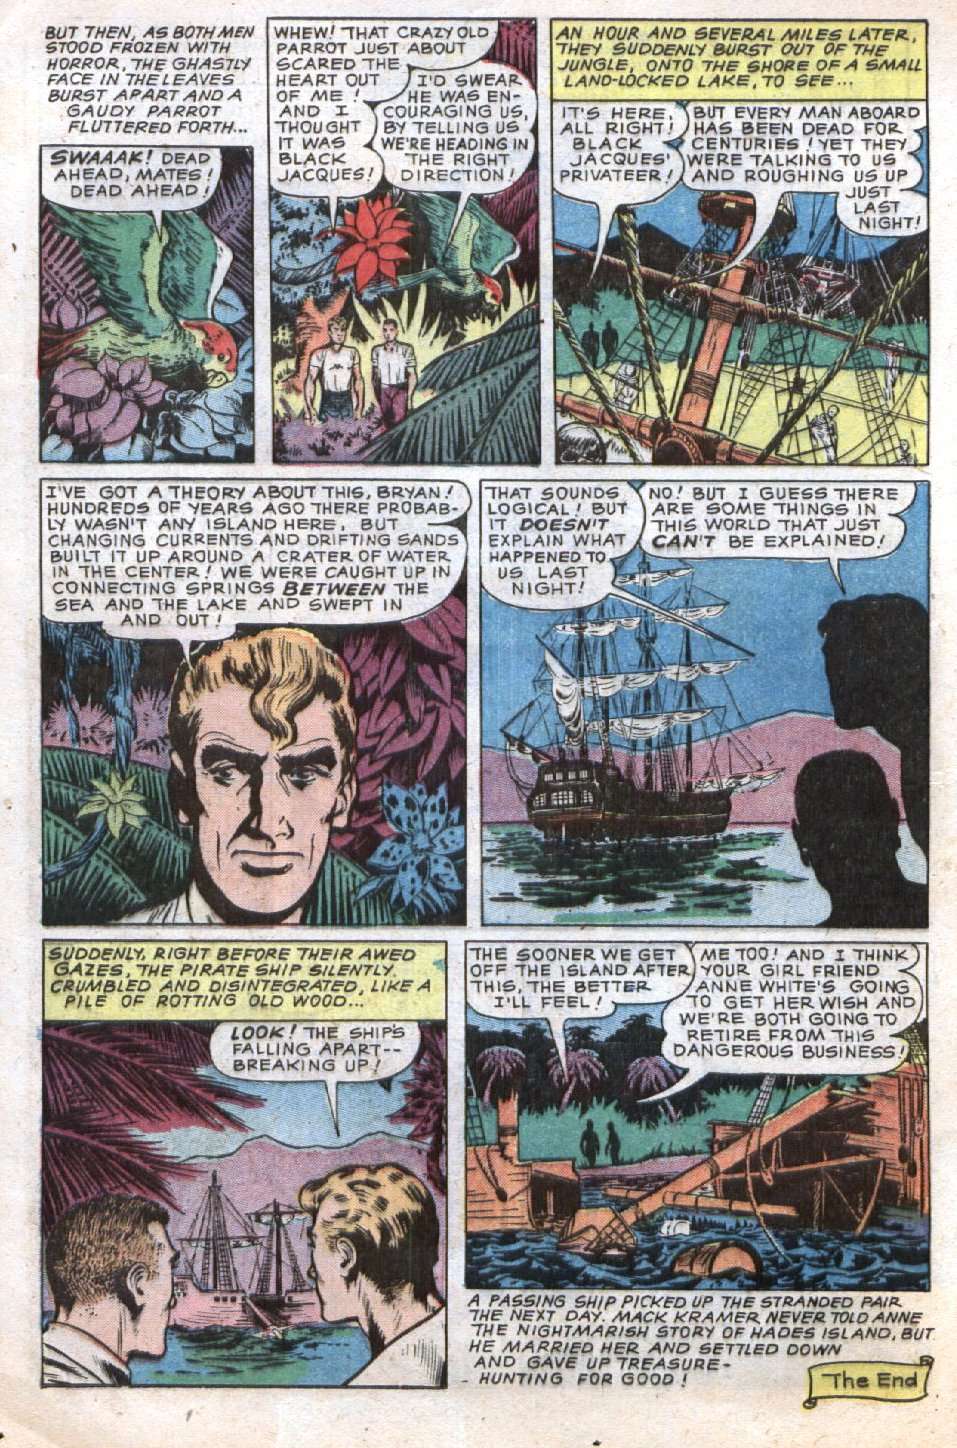 BUT THEN, AS BOTH MEN
STOOD FROZEN WITH
HORROR, THE GHASTLY
FACE IN THE LEAVES
BURST APART AND A
GAUDY PARROT
FLUTTERED FORTH...
SWAAAK! DEAD
AHEAD, MATES!
DEAD AHEAD!
WHEW! THAT CRAZY OLD
PARROT JUST ABOUT
SCARED THE
HEART OUT
OF ME!
AND I
THOUGHT
IT WAS
BLACK
JACQUES!
I'D SWEAR
HE WAS EN-
COURAGING US,
BY TELLING US
WE'RE HEADING IN
THE RIGHT
DIRECTION!
AN HOUR AND SEVERAL MILES LATER,
THEY SUDDENLY BURST OUT OF THE
JUNGLE, ONTO THE SHORE OF A SMALL
LAND-LOCKED LAKE, TO SEE...
IT'S HERE,
ALL RIGHT!
BLACK
JACQUES'
PRIVATEER!
BUT EVERY MAN ABOARD
HAS BEEN DEAD FOR
CENTURIES! YET THEY
WERE TALKING TO US
AND ROUGHING US UP
JUST
LAST
NIGHT!
I'VE GOT A THEORY ABOUT THIS, BRYAN!
HUNDREDS OF YEARS AGO THERE PROBAB-
LY WASN'T ANY ISLAND HERE, BUT
CHANGING CURRENTS AND DRIFTING SANDS
BUILT IT UP AROUND A CRATER OF WATER
IN THE CENTER! WE WERE CAUGHT UP IN
CONNECTING SPRINGS BETWEEN THE
SEA AND THE LAKE AND SWEPT IN
AND OUT!
THAT SOUNDS
LOGICAL! BUT
IT DOESN'T
EXPLAIN WHAT
HAPPENED TO
US LAST
NIGHT!
NO! BUT I GUESS THERE
ARE SOME THINGS IN
THIS WORLD THAT JUST
CAN'T BE EXPLAINED!
SUDDENLY, RIGHT BEFORE THEIR AWED
GAZES, THE PIRATE SHIP SILENTLY
CRUMBLED AND DISINTEGRATED, LIKE A
PILE OF ROTTING OLD WOOD...
LOOK! THE SHIP'S
FALLING APART--
BREAKING UP!
THE SOONER WE GET
OFF THE ISLAND AFTER
THIS, THE BETTER
I'LL FEEL!
ME TOO! AND I THINK
YOUR GIRL FRIEND
ANNE WHITE'S GOING
TO GET HER WISH AND
WE'RE BOTH GOING TO
RETIRE FROM THIS
DANGEROUS BUSINESS!
A PASSING SHIP PICKED UP THE STRANDED PAIR
THE NEXT DAY. MACK KRAMER NEVER TOLD ANNE
THE NIGHTMARISH STORY OF HADES ISLAND, BUT
HE MARRIED HER AND SETTLED DOWN
AND GAVE UP TREASURE-
HUNTING FOR GOOD!
The End